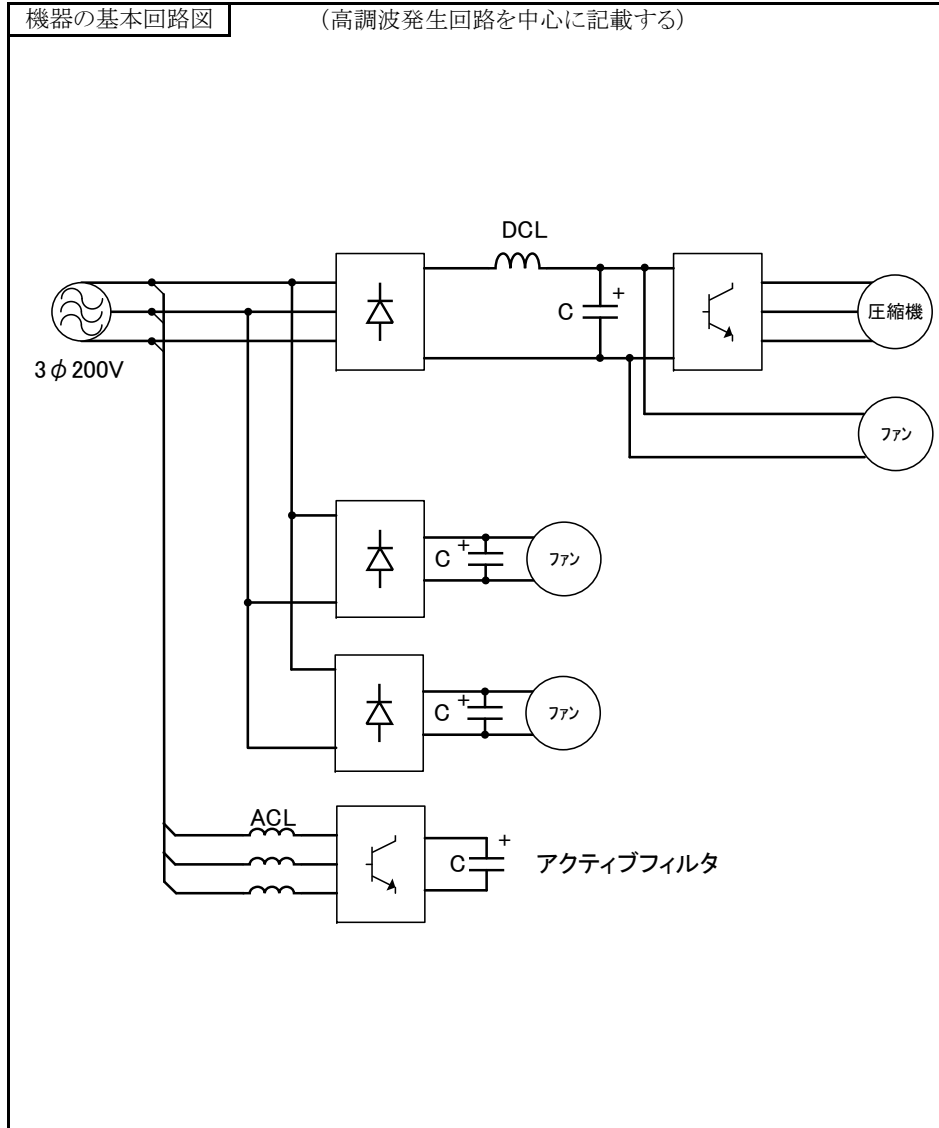 機器の基本回路図 (高調波発生回路を中心に記載する)
DCL
C +
圧縮機
3φ200V
ファン
C + ファン
C + ファン
ACL
C + アクティブフィルタ